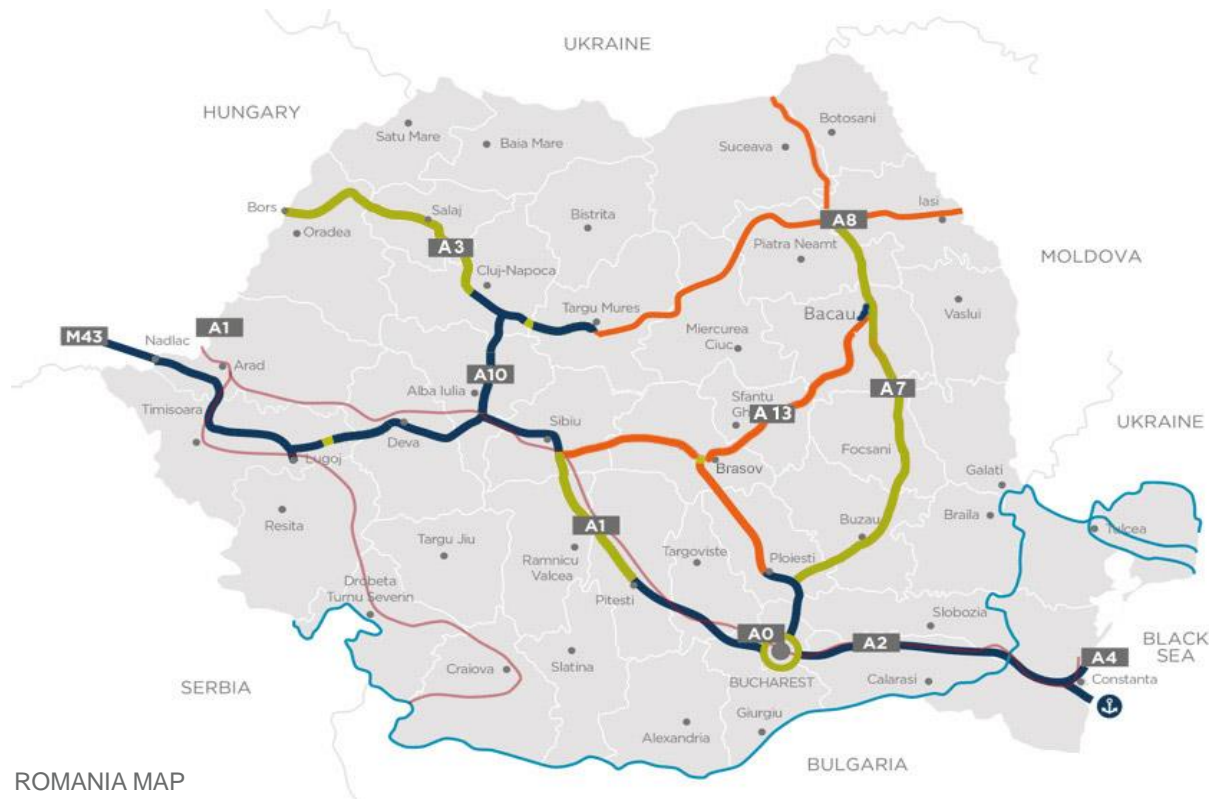 UKRAINE
HUNGARY
Satu Mare
Baia Mare
Botosani
Suceava
Bors
Salaj
Bistrita
Iasi
A8
Oradea
A3
Piatra Neamt
MOLDOVA
Cluj-Napoca
Targu Mures
Bacau
Vaslui
M43
A1
Nadlac
Arad
Miercurea
Ciuc
A10
Alba Iulia
A7
Timisoara
Sfantu
Gh
A 13
UKRAINE
Sibiu
Deva
Lugoj
Focsani
Brasov
Galati
Resita
A1
Buzau
Braila
Tulcea
Targu Jiu
Ramnicu
Valcea
Targoviste
Ploiesti
Drobeta
Turnu Severin
Pitesti
Slobozia
A0
A2
BLACK
SEA
A4
Craiova
Slatina
BUCHAREST
Calarasi
Constanta
SERBIA
Giurgiu
Alexandria
BULGARIA
ROMANIA MAP